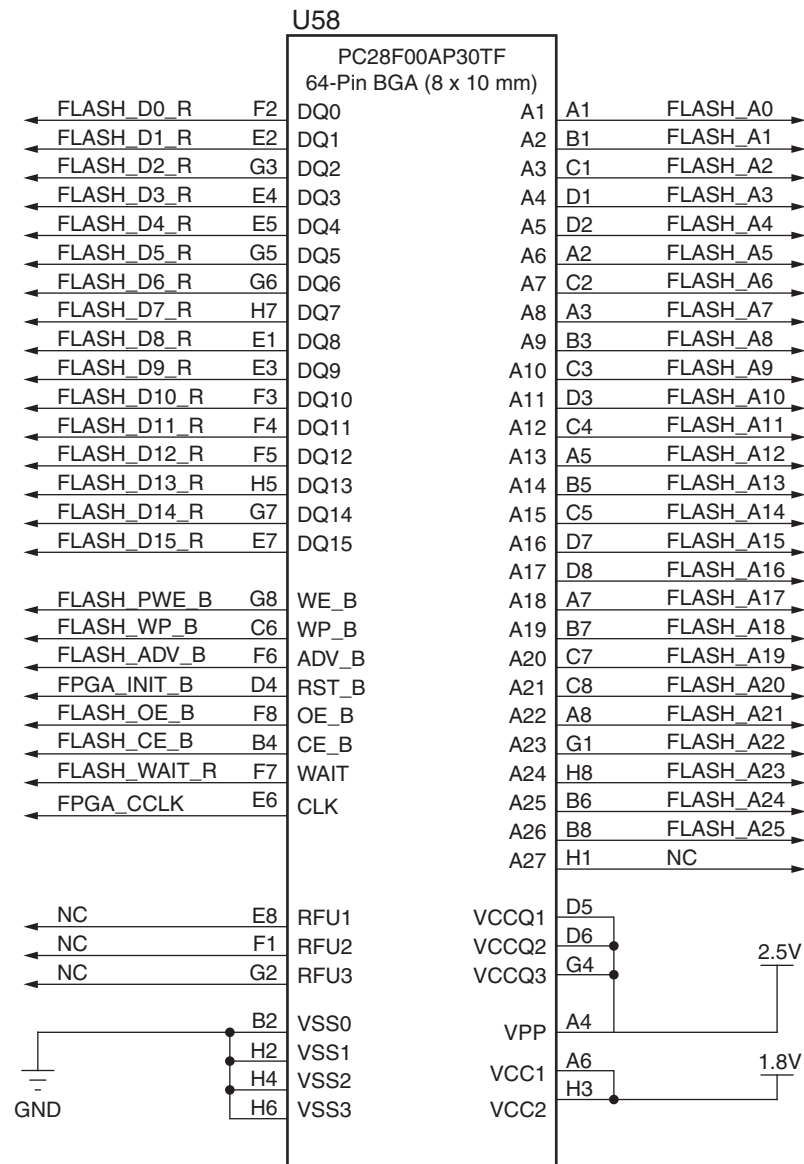 U58
PC28F00AP30TF
64-Pin BGA (8 x 10 mm)
FLASH_D0_R F2 DQ0 A1 A1 FLASH_A0
FLASH_D1_R E2 DQ1 A2 B1 FLASH_A1
FLASH_D2_R G3 DQ2 A3 C1 FLASH_A2
FLASH_D3_R E4 DQ3 A4 D1 FLASH_A3
FLASH_D4_R E5 DQ4 A5 D2 FLASH_A4
FLASH_D5_R G5 DQ5 A6 A2 FLASH_A5
FLASH_D6_R G6 DQ6 A7 C2 FLASH_A6
FLASH_D7_R H7 DQ7 A8 A3 FLASH_A7
FLASH_D8_R E1 DQ8 A9 B3 FLASH_A8
FLASH_D9_R E3 DQ9 A10 C3 FLASH_A9
FLASH_D10_R F3 DQ10 A11 D3 FLASH_A10
FLASH_D11_R F4 DQ11 A12 C4 FLASH_A11
FLASH_D12_R F5 DQ12 A13 A5 FLASH_A12
FLASH_D13_R H5 DQ13 A14 B5 FLASH_A13
FLASH_D14_R G7 DQ14 A15 C5 FLASH_A14
FLASH_D15_R E7 DQ15 A16 D7 FLASH_A15
A17 D8 FLASH_A16
FLASH_PWE_B G8 WE_B A18 A7 FLASH_A17
FLASH_WP_B C6 WP_B A19 B7 FLASH_A18
FLASH_ADV_B F6 ADV_B A20 C7 FLASH_A19
FPGA_INIT_B D4 RST_B A21 C8 FLASH_A20
FLASH_OE_B F8 OE_B A22 A8 FLASH_A21
FLASH_CE_B B4 CE_B A23 G1 FLASH_A22
FLASH_WAIT_R F7 WAIT A24 H8 FLASH_A23
FPGA_CCLK E6 CLK A25 B6 FLASH_A24
A26 B8 FLASH_A25
A27 H1 NC
NC E8 RFU1 VCCQ1 D5
NC F1 RFU2 VCCQ2 D6
NC G2 RFU3 VCCQ3 G4 2.5V
B2 VSS0 VPP A4
H2 VSS1 VCC1 A6 1.8V
H4 VSS2 VCC2 H3
GND H6 VSS3